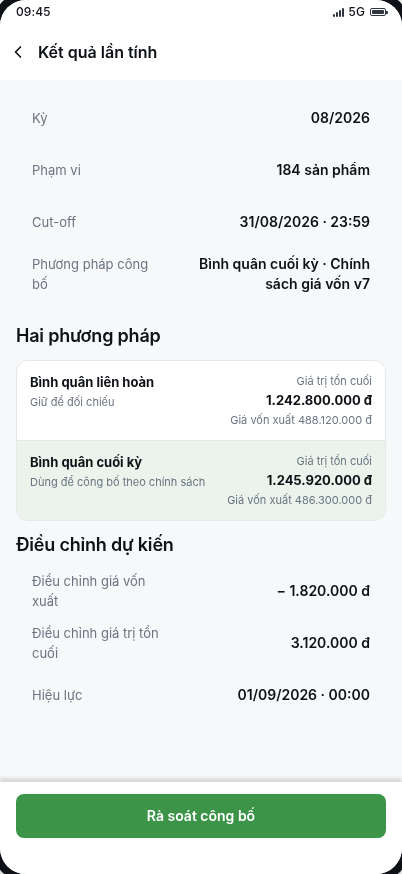 09:45
5G
Kết quả lần tính
Kỳ
08/2026
Phạm vi
184 sản phẩm
Cut-off
31/08/2026 · 23:59
Phương pháp công
bố
Bình quân cuối kỳ · Chính
sách giá vốn v7
Hai phương pháp
Bình quân liên hoàn
Giữ để đối chiếu
Giá trị tồn cuối
1.242.800.000 đ
Giá vốn xuất 488.120.000 đ
Bình quân cuối kỳ
Dùng để công bố theo chính sách
Giá trị tồn cuối
1.245.920.000 đ
Giá vốn xuất 486.300.000 đ
Điều chỉnh dự kiến
Điều chỉnh giá vốn
xuất
− 1.820.000 đ
Điều chỉnh giá trị tồn
cuối
3.120.000 đ
Hiệu lực
01/09/2026 · 00:00
Rà soát công bố